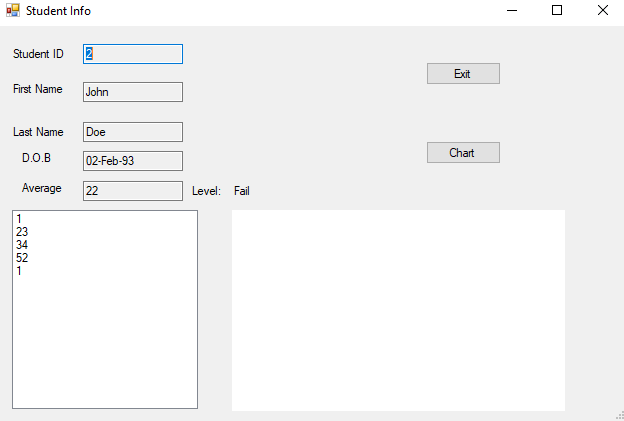 Student Info
Student ID 2
Exit
First Name John
Last Name Doe
Chart
D.O.B 02-Feb-93
Average 22 Level: Fail
1
23
34
52
1